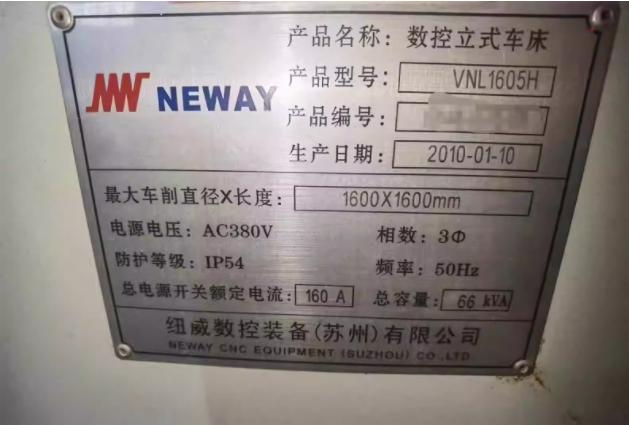 产品名称: 数控立式车床
NEWAY
产品型号: VNL1605H
产品编号:
生产日期: 2010-01-10
最大车削直径X长度: 1600X1600mm
电源电压: AC380V 相数: 3Φ
防护等级: IP54 频率: 50Hz
总电源开关额定电流: 160 A 总容量: 66 kVA
纽威数控装备(苏州)有限公司
NEWAY CNC EQUIPMENT (SUZHOU) CO.,LTD.